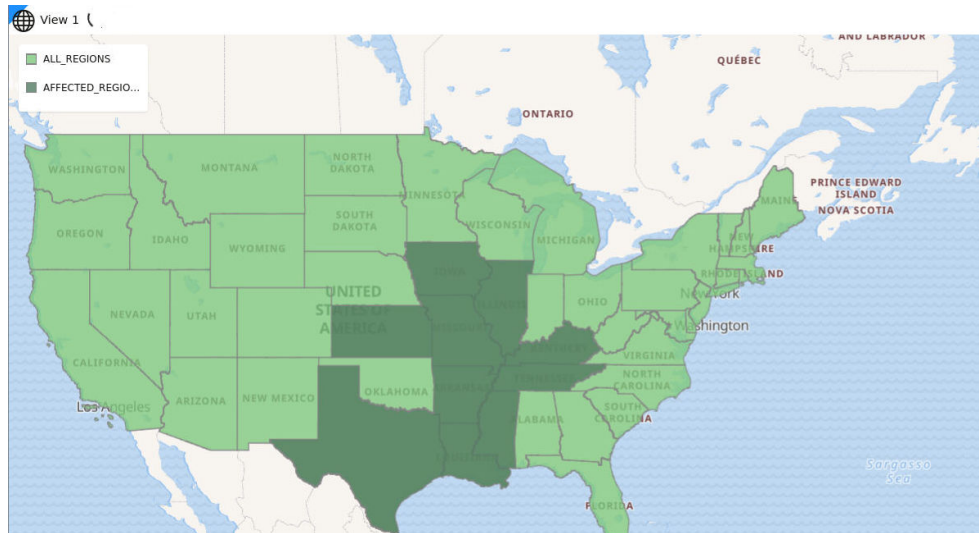 View 1
ALL_REGIONS
AFFECTED_REGIO...
AND LABRADOR
QUÉBEC
ONTARIO
PRINCE EDWARD
ISLAND
NOVA SCOTIA
WASHINGTON
MONTANA
NORTH
DAKOTA
MINNESOTA
MAINE
OREGON
IDAHO
SOUTH
DAKOTA
WISCONSIN
MICHIGAN
WYOMING
NEW
HAMPSHIRE
IOWA
RHODE ISLAND
UNITED
STATES OF
AMERICA
NEVADA
UTAH
ILLINOIS
OHIO
New York
MISSOURI
Washington
KENTUCKY
VIRGINIA
CALIFORNIA
TENNESSEE
NORTH
CAROLINA
ARIZONA
NEW MEXICO
OKLAHOMA
ARKANSAS
Los Angeles
ALABAMA
SOUTH
CAROLINA
LOUISIANA
Sargasso
Sea
FLORIDA